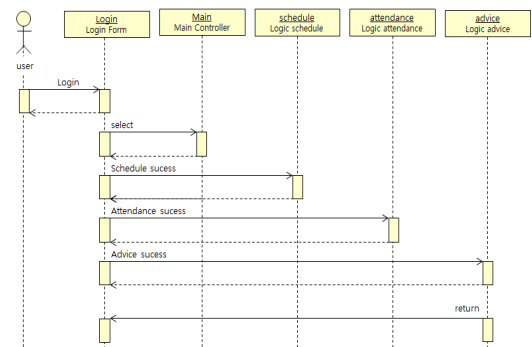 Login
Login Form
Main
Main Controller
schedule
Logic schedule
attendance
Logic attendance
advice
Logic advice
user
Login
select
Schedule sucess
Attendance sucess
Advice sucess
return